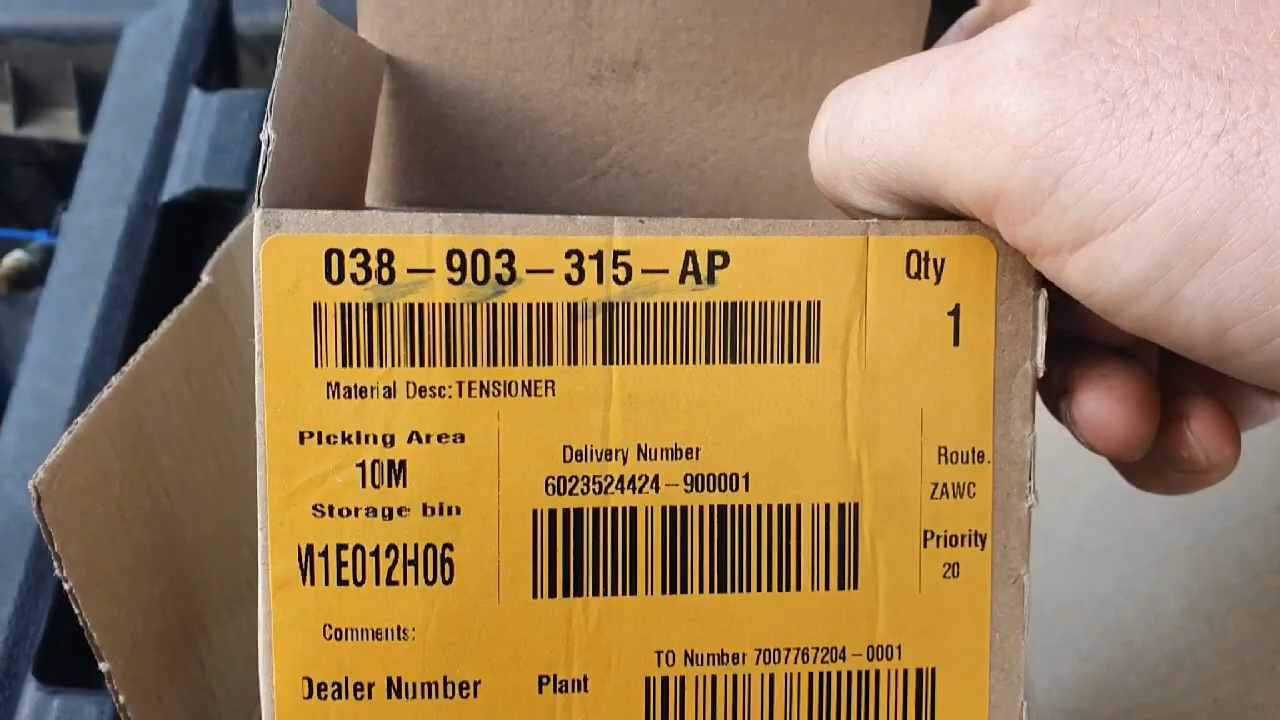 038-903-315-AP
Qty
1
Material Desc:TENSIONER
Picking Area
10M
Storage bin
M1E012H06
Delivery Number
6023524424-900001
Route.
ZAWC
Priority
20
Comments:
TO Number 7007767204-0001
Dealer Number
Plant